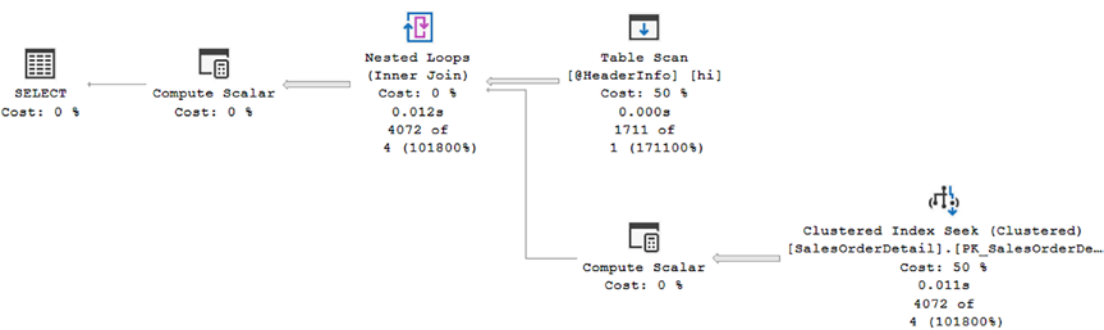 SELECT
Cost: 0 %
Compute Scalar
Cost: 0 %
Nested Loops
(Inner Join)
Cost: 0 %
0.012s
4072 of
4 (101800%)
Table Scan
[@HeaderInfo] [hi]
Cost: 50 %
0.000s
1711 of
1 (171100%)
Compute Scalar
Cost: 0 %
Clustered Index Seek (Clustered)
[SalesOrderDetail].[PK_SalesOrderDe…
Cost: 50 %
0.011s
4072 of
4 (101800%)